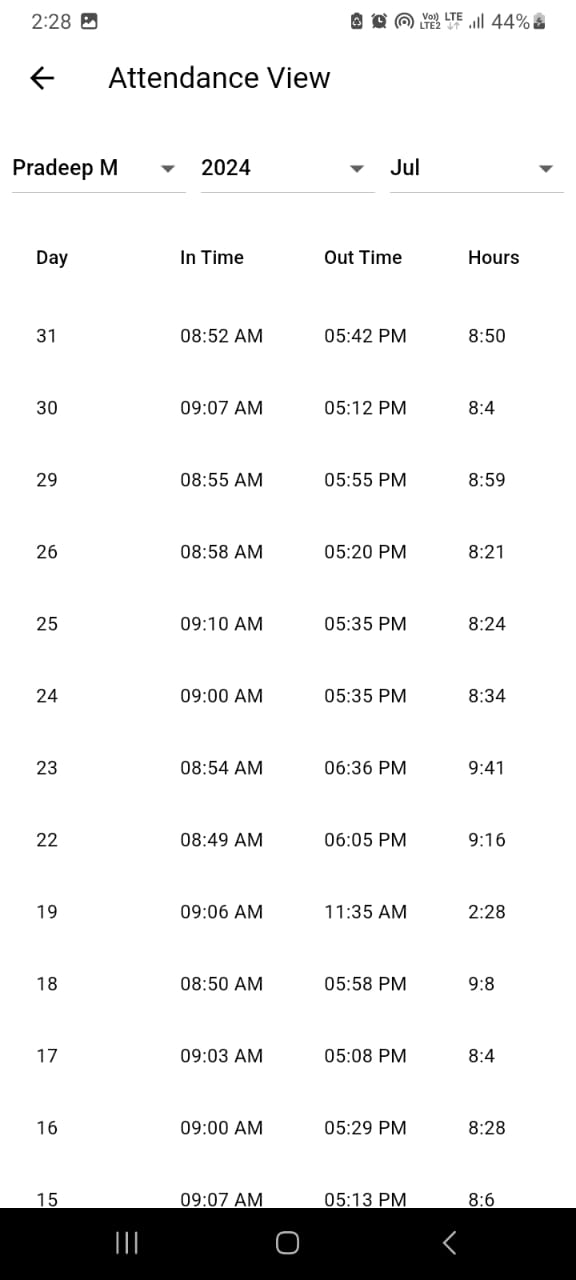 2:28 Vo)) LTE LTE2 44%
Attendance View
Pradeep M 2024 Jul
Day In Time Out Time Hours
31 08:52 AM 05:42 PM 8:50
30 09:07 AM 05:12 PM 8:4
29 08:55 AM 05:55 PM 8:59
26 08:58 AM 05:20 PM 8:21
25 09:10 AM 05:35 PM 8:24
24 09:00 AM 05:35 PM 8:34
23 08:54 AM 06:36 PM 9:41
22 08:49 AM 06:05 PM 9:16
19 09:06 AM 11:35 AM 2:28
18 08:50 AM 05:58 PM 9:8
17 09:03 AM 05:08 PM 8:4
16 09:00 AM 05:29 PM 8:28
15 09:07 AM 05:13 PM 8:6